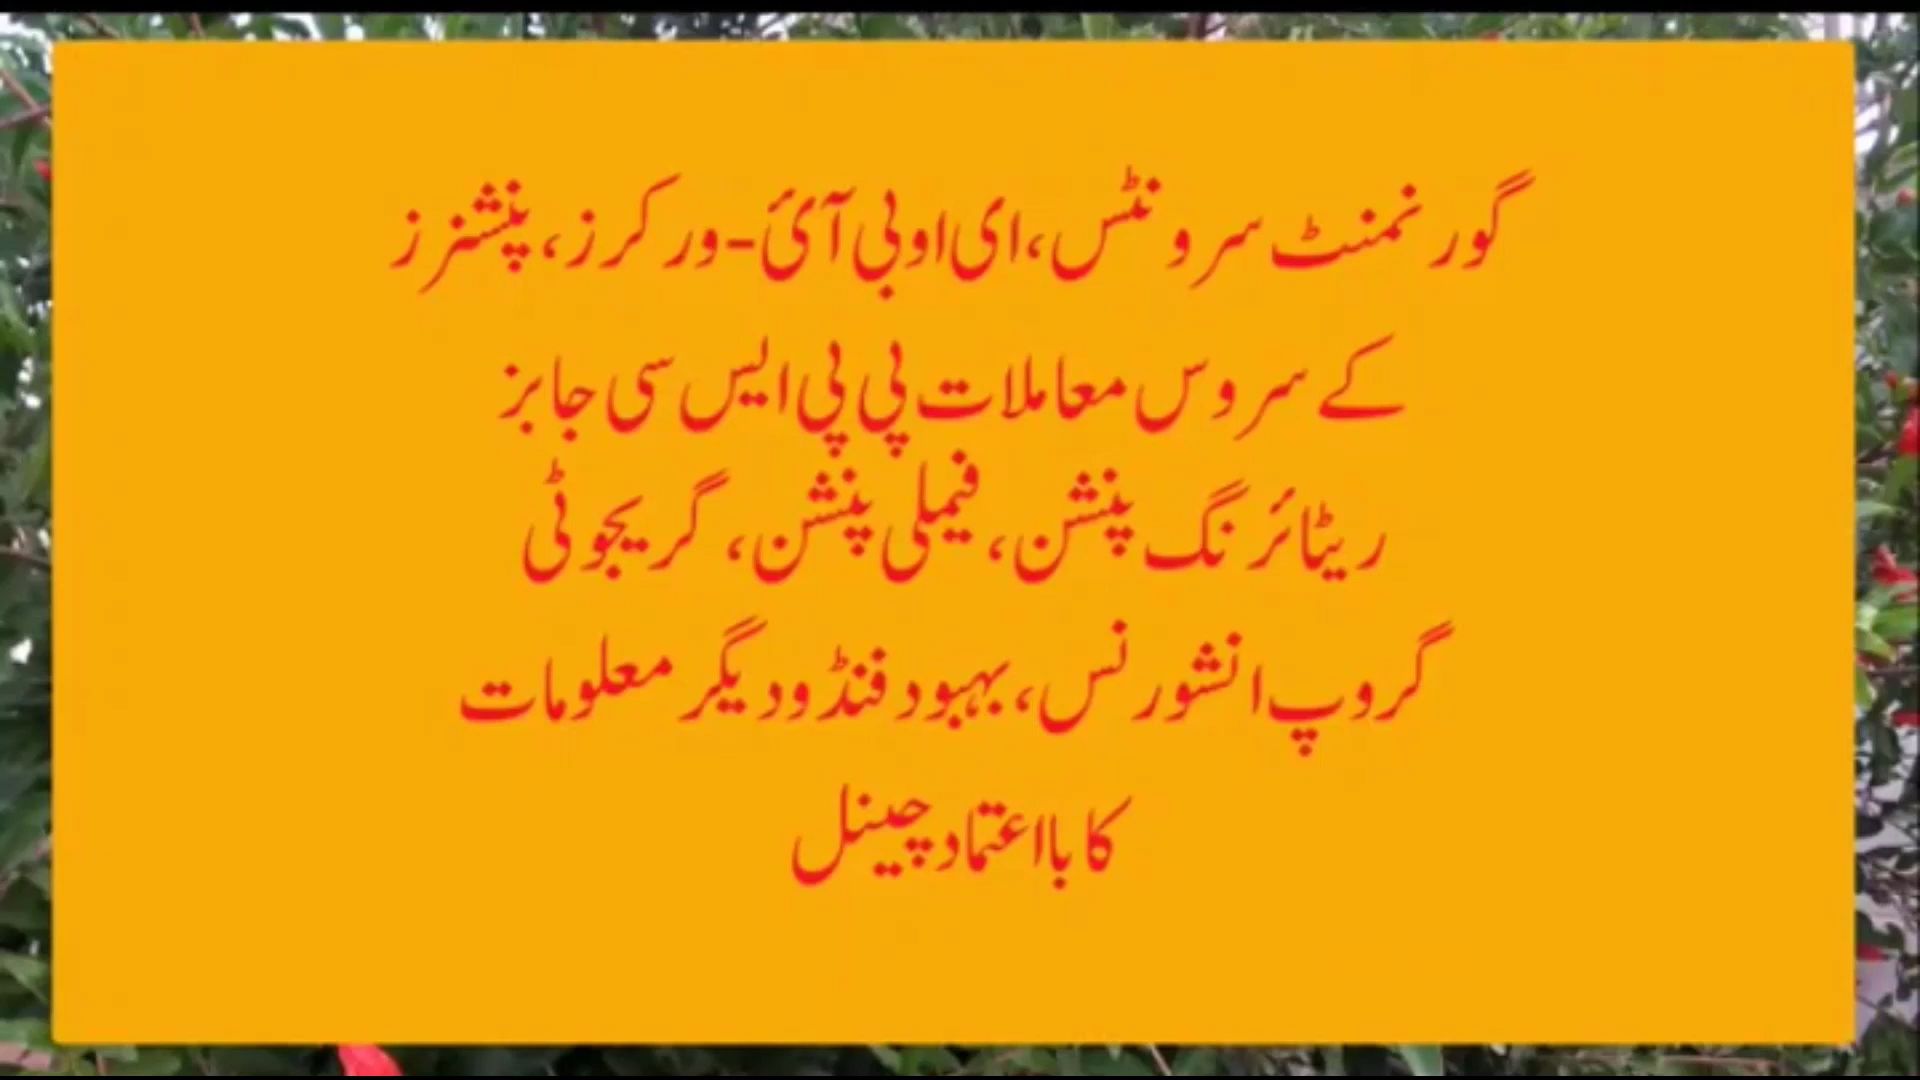 گورنمنٹ سرونٹس، ای او بی آئ-ورکرز، پنشنرز
کے سروس معاملات پی پی ایس سی جابز
ریٹائرنگ پنشن، فیملی پنشن، گریجوٹی
گروپ انشورنس، بہبود فنڈ و دیگر معلومات
کا بااعتماد چینل